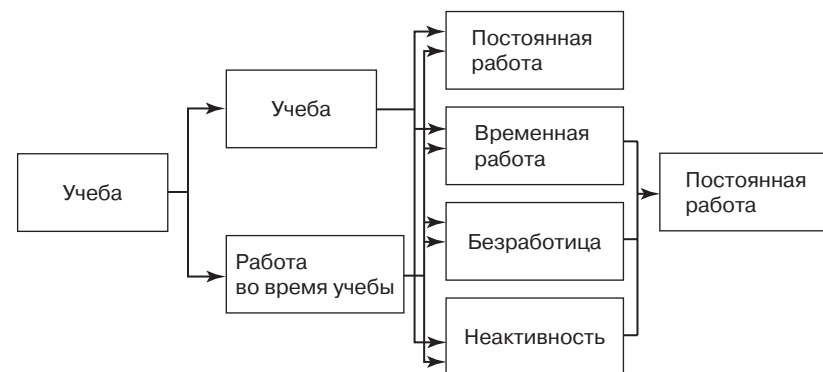 Учеба
Учеба
Работа
во время учебы
Постоянная
работа
Временная
работа
Безработица
Неактивность
Постоянная
работа